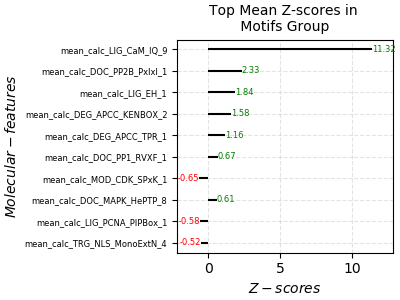 Top Mean Z-scores in
Motifs Group
Molecular − features
mean_calc_LIG_CaM_IQ_9 11.32
mean_calc_DOC_PP2B_PxIxI_1 2.33
mean_calc_LIG_EH_1 1.84
mean_calc_DEG_APCC_KENBOX_2 1.58
mean_calc_DEG_APCC_TPR_1 1.16
mean_calc_DOC_PP1_RVXF_1 0.67
mean_calc_MOD_CDK_SPxK_1 -0.65
mean_calc_DOC_MAPK_HePTP_8 0.61
mean_calc_LIG_PCNA_PIPBox_1 -0.58
mean_calc_TRG_NLS_MonoExtN_4 -0.52
0 5 10
Z − scores